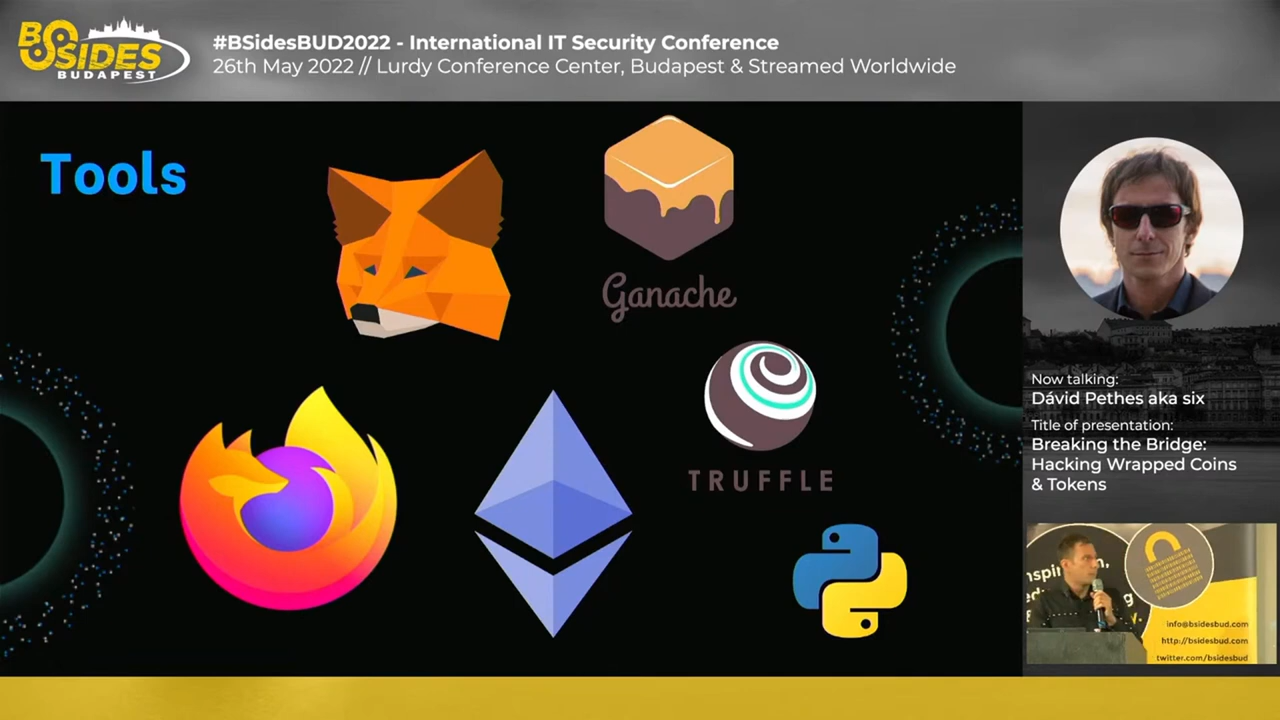 BSIDES
BUDAPEST
#BSidesBUD2022 - International IT Security Conference
26th May 2022 // Lurdy Conference Center, Budapest & Streamed Worldwide
Tools
Ganache
TRUFFLE
Now talking:
Dávid Pethes aka six
Title of presentation:
Breaking the Bridge:
Hacking Wrapped Coins
& Tokens
info@bsidesbud.com
http://bsidesbud.com
twitter.com/bsidesbud